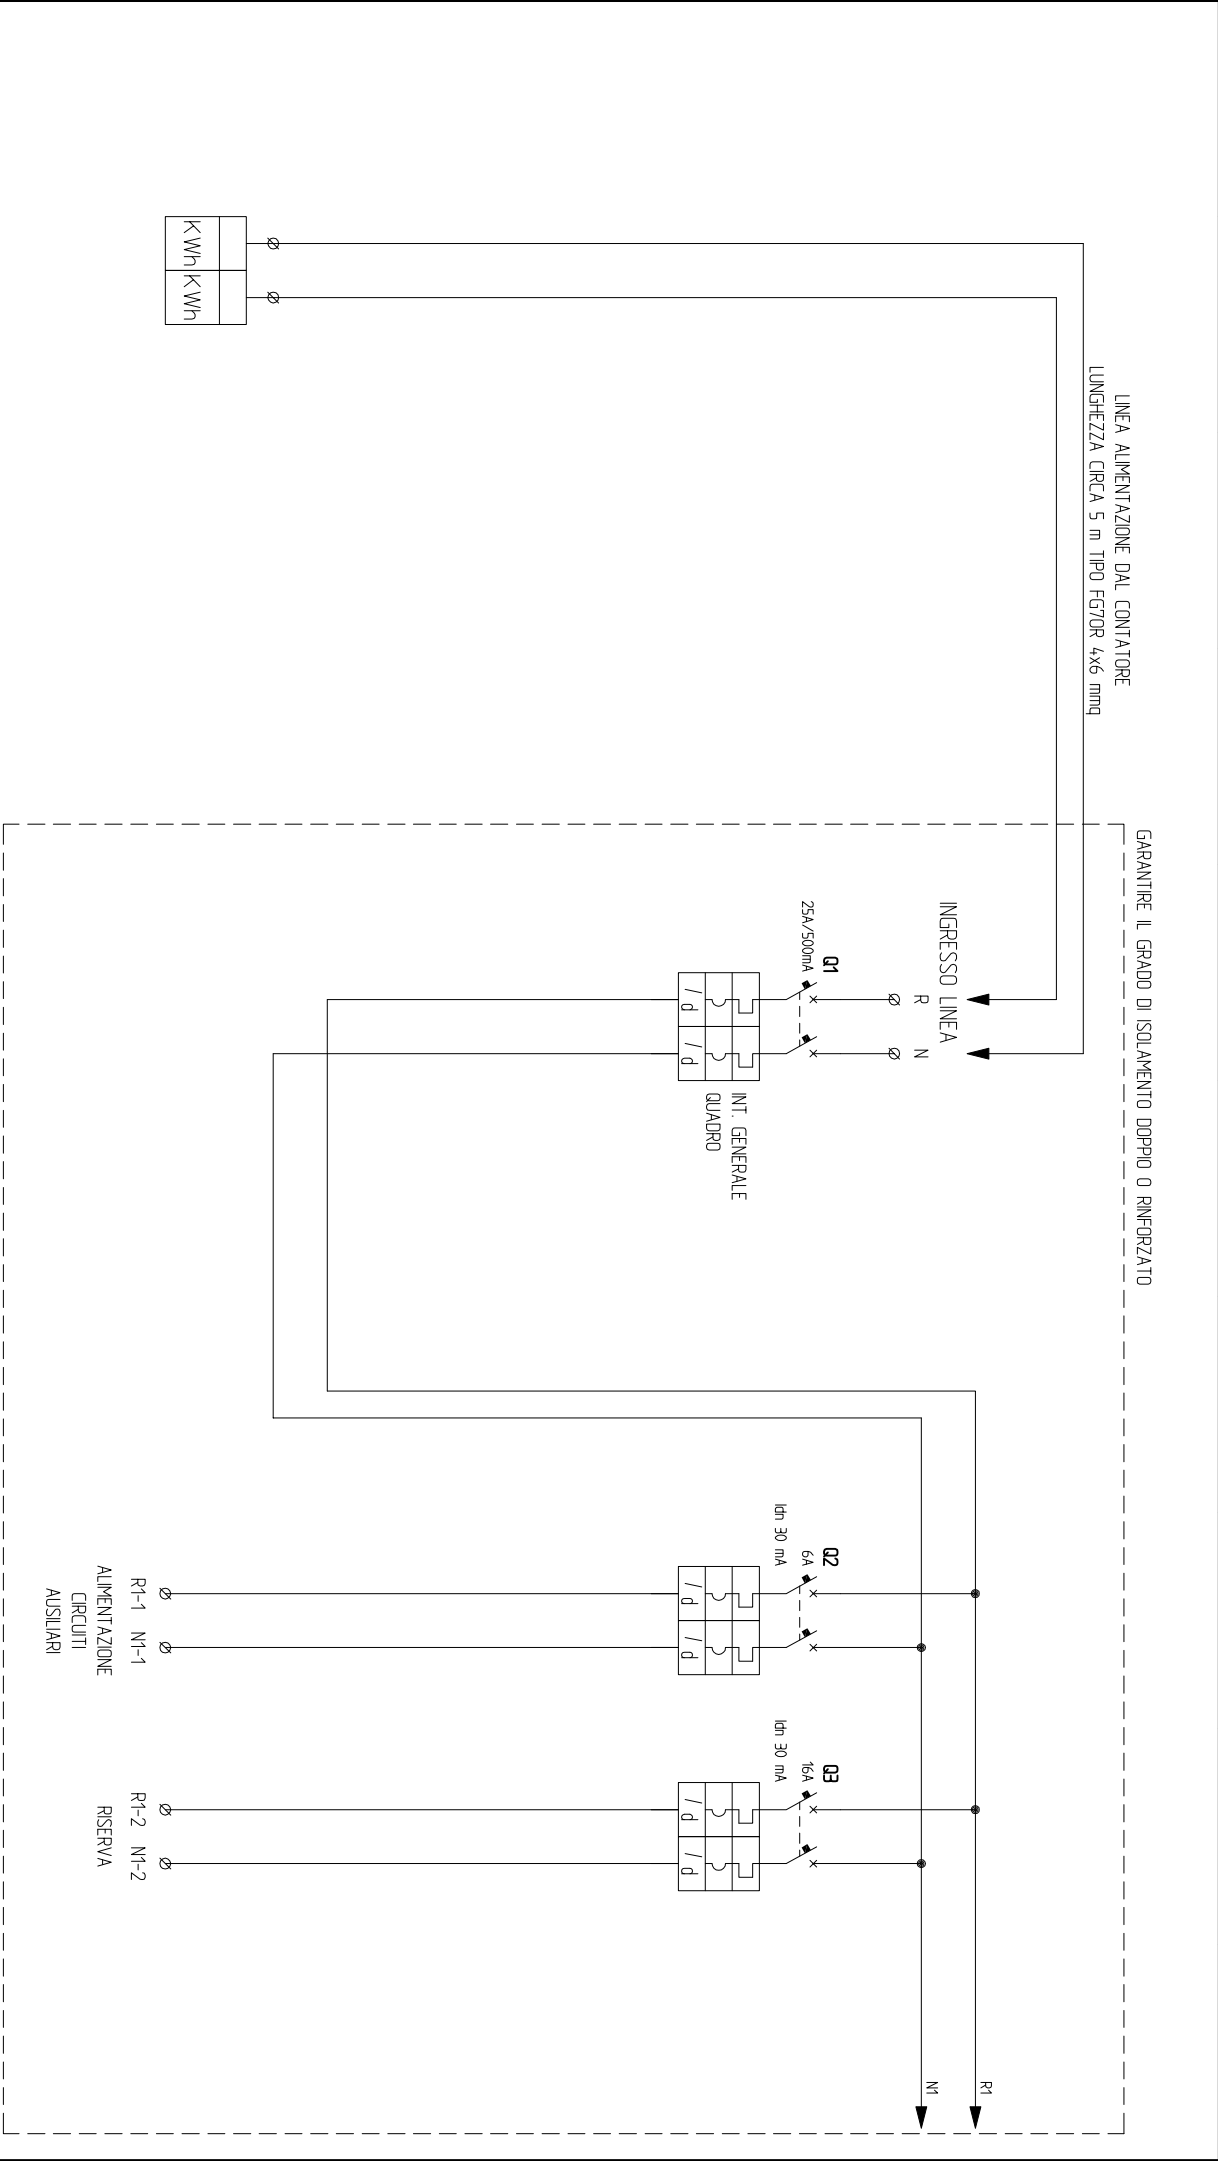 LINEA ALIMENTAZIONE DAL CONTATORE
LUNGHEZZA CIRCA 5 m TIPO FG7OR 4x6 mmq
KWh KWh
GARANTIRE IL GRADO DI ISOLAMENTO DOPPIO O RINFORZATO
INGRESSO LINEA
R N
Q1
25A/500mA
INT. GENERALE
QUADRO
/d /d
R1
N1
Q2
6A
Idn 30 mA
/d /d
R1-1 N1-1
ALIMENTAZIONE
CIRCUITI
AUSILIARI
Q3
16A
Idn 30 mA
/d /d
R1-2 N1-2
RISERVA